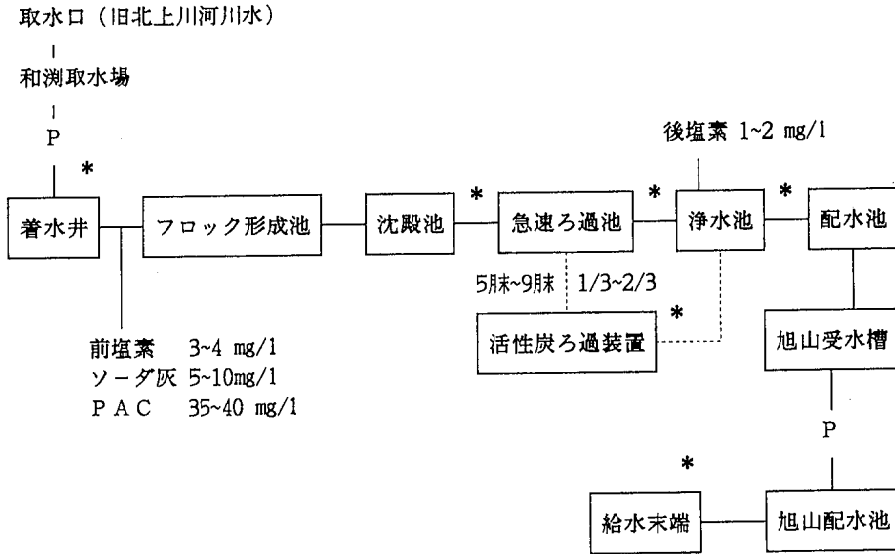 取水口（旧北上川河川水）
和渕取水場
P
後塩素 1~2 mg/l
*
着水井
フロック形成池
沈殿池
*
急速ろ過池
*
浄水池
*
配水池
5月末~9月末 1/3~2/3
活性炭ろ過装置
*
旭山受水槽
前塩素 3~4 mg/l
ソーダ灰 5~10mg/l
PAC 35~40 mg/l
P
*
給水末端
旭山配水池